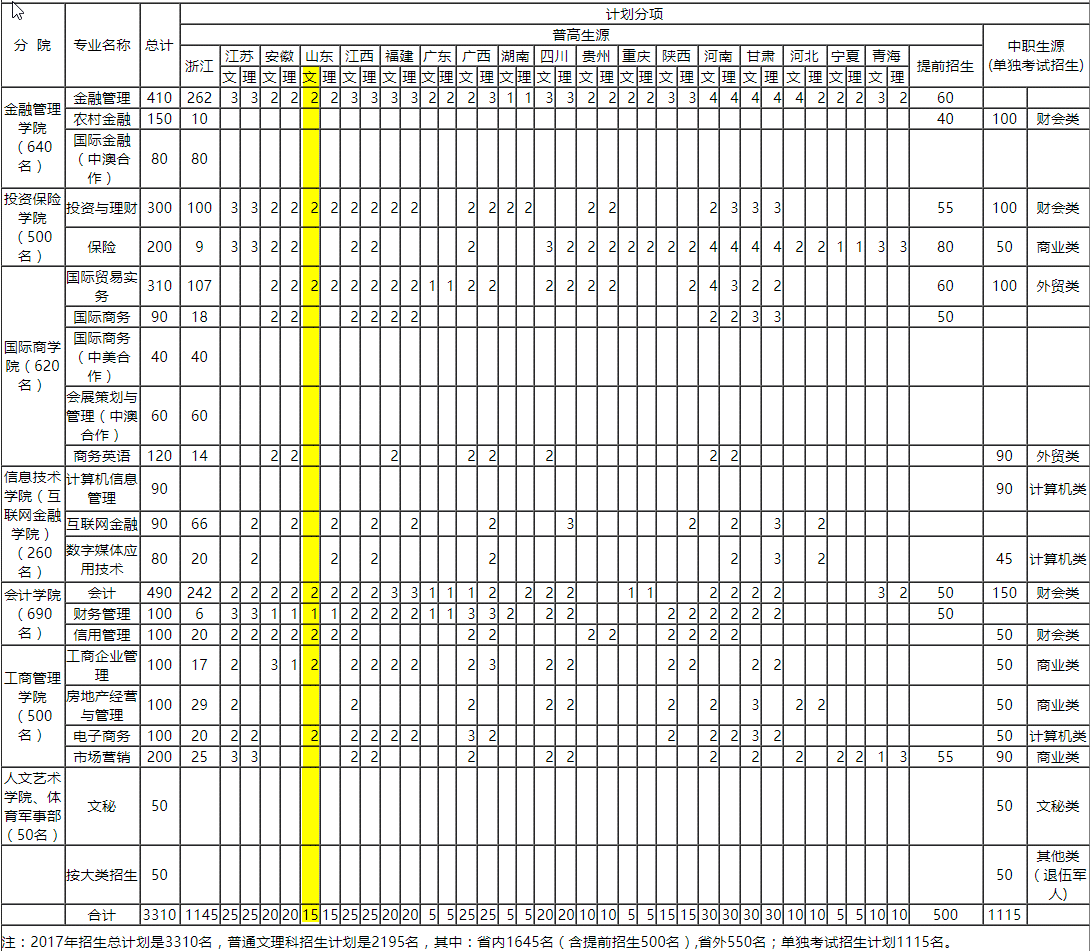 计划分项
普高生源
分 院 专业名称 总计 浙江 江苏 安徽 山东 江西 福建 广东 广西 湖南 四川 贵州 重庆 陕西 河南 甘肃 河北 宁夏 青海 提前招生 中职生源
(单独考试招生)
文 理 文 理 文 理 文 理 文 理 文 理 文 理 文 理 文 理 文 理 文 理 文 理 文 理 文 理 文 理 文 理 文 理
金融管理
学院
（640
名）
金融管理 410 262 3 3 2 2 2 2 3 3 3 3 2 2 2 3 1 1 3 3 2 2 2 2 3 3 4 4 4 4 4 2 2 2 3 2 60
农村金融 150 10 40 100 财会类
国际金融
（中澳合
作）
80 80
投资保险
学院
（500
名）
投资与理财 300 100 3 3 2 2 2 2 2 2 2 2 2 2 2 2 2 2 2 3 3 3 55 100 财会类
保险 200 9 3 3 2 2 2 2 2 3 2 2 2 2 2 2 2 4 4 4 4 2 2 1 1 3 3 80 50 商业类
国际商学
院（620
名）
国际贸易实
务
310 107 2 2 2 2 2 2 2 2 1 1 2 2 2 2 2 2 2 4 3 2 2 60 100 外贸类
国际商务 90 18 2 2 2 2 2 2 2 2 3 3 50
国际商务
（中美合
作）
40 40
会展策划与
管理（中澳
合作）
60 60
商务英语 120 14 2 2 2 2 2 2 2 2 90 外贸类
信息技术
学院（互
联网金融
学院）
（260
名）
计算机信息
管理
90 90 计算机类
互联网金融 90 66 2 2 2 2 2 2 3 2 2 3 2
数字媒体应
用技术
80 20 2 2 2 2 2 3 2 45 计算机类
会计学院
（690
名）
会计 490 242 2 2 2 2 2 2 2 2 3 3 1 1 1 2 2 2 2 1 1 2 2 2 2 3 2 50 150 财会类
财务管理 100 6 3 3 1 1 1 1 2 2 2 2 1 1 3 3 2 2 2 2 2 2 2 2 2 50
信用管理 100 20 2 2 2 2 2 2 2 2 2 2 2 2 2 2 2 50 财会类
工商管理
学院
（500
名）
工商企业管
理
100 17 2 3 1 2 2 2 2 2 2 3 2 2 2 2 2 2 50 商业类
房地产经营
与管理
100 29 2 2 2 2 2 2 2 3 2 2 50 商业类
电子商务 100 20 2 2 2 2 2 2 2 3 2 2 2 2 3 2 50 计算机类
市场营销 200 25 3 3 2 2 2 2 2 2 2 2 2 2 1 3 55 90 商业类
人文艺术
学院、体
育军事部
（50名）
文秘 50 50 文秘类
按大类招生 50 50 其他类
（退伍军
人）
合计 3310 1145 25 25 20 20 15 15 25 25 20 20 5 5 25 25 5 5 20 20 10 10 5 5 15 15 30 30 30 30 10 10 5 5 10 10 500 1115
注：2017年招生总计划是3310名，普通文理科招生计划是2195名，其中：省内1645名（含提前招生500名）,省外550名；单独考试招生计划1115名。